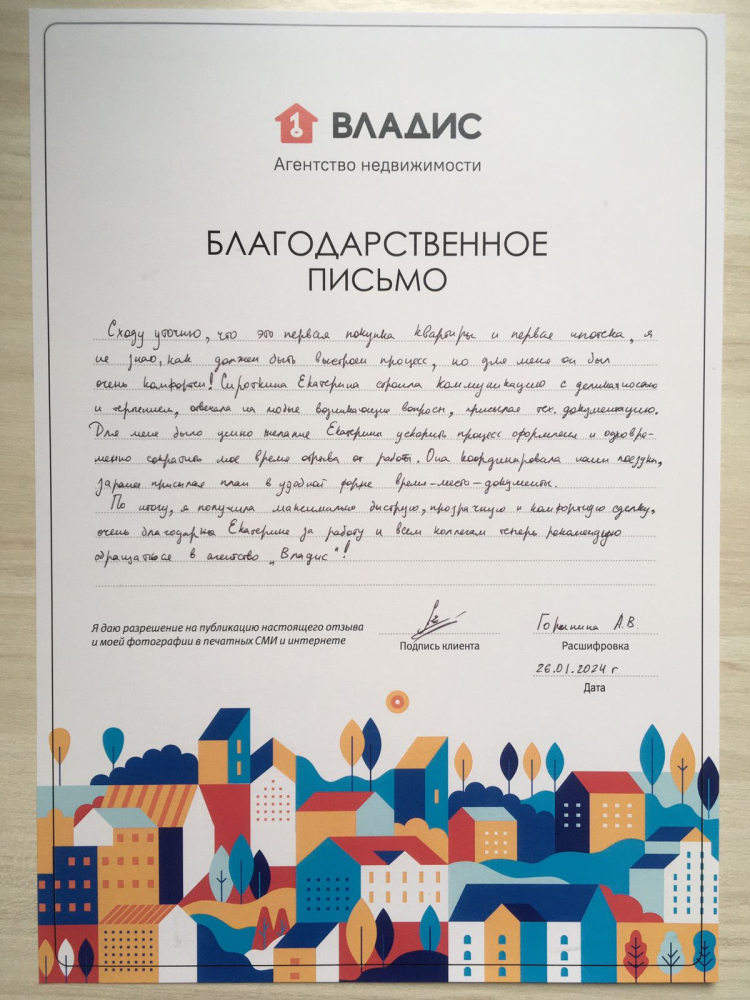 ВЛАДИС
Агентство недвижимости
БЛАГОДАРСТВЕННОЕ
ПИСЬМО
Сходу уточню, что это первая покупка квартиры и первая ипотека, я
не знаю, как должен быть выстроен процесс, но для меня он был
очень комфортен! Сироткина Екатерина строила коммуникацию с деликатностью
и терпением, отвечала на любые возникающие вопросы, присылая тех. документацию.
Для меня было ценно желание Екатерины ускорить процесс оформления и одновре-
менно сократить мое время отрыва от работы. Она координировала наши поездки,
заранее присылая план в удобной форме время-место-документы.
По итогу, я получила максимально быструю, прозрачную и комфортную сделку,
очень благодарна Екатерине за работу и всем коллегам теперь рекомендую
обращаться в агентство „Владис"!
Я даю разрешение на публикацию настоящего отзыва
и моей фотографии в печатных СМИ и интернете
Подпись клиента
А.В.
Расшифровка
26.01.2024 г
Дата